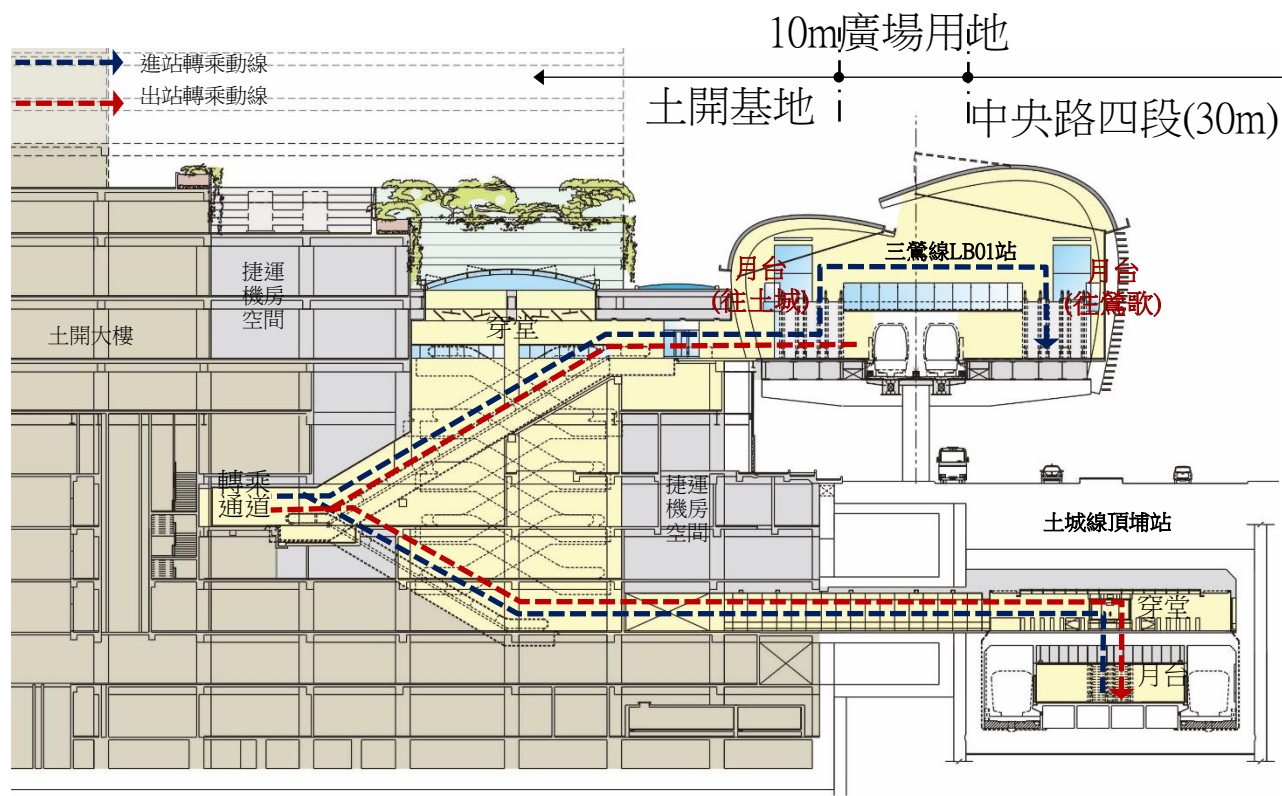 10m廣場用地
進站轉乘動線
出站轉乘動線
土開基地
中央路四段(30m)
三鶯線LB01站
月台
(往土城)
月台
(往鶯歌)
捷運
機房
空間
土開大樓
穿堂
轉乘
通道
捷運
機房
空間
土城線頂埔站
穿堂
月台